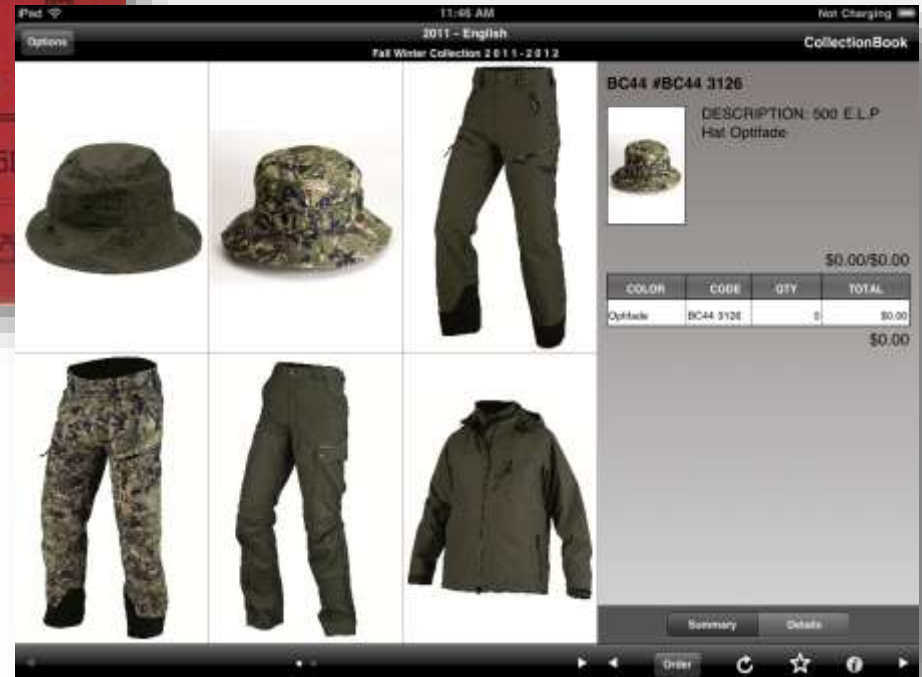 iPad
11:46 AM
Not Charging
Options
2011 - English
Fall Winter Collection 2011-2012
CollectionBook
BC44 #BC44 3126
DESCRIPTION: 500 E.L.P
Hat Optifade
$0.00/$0.00
COLOR CODE QTY TOTAL
Optifade BC44 3126 0 $0.00
$0.00
Summary Details
Order